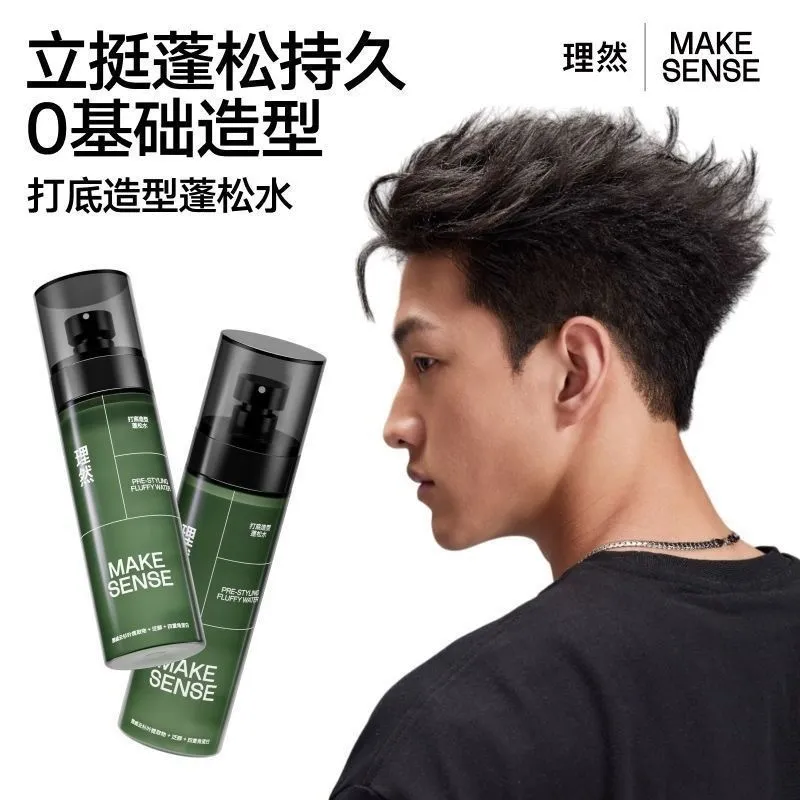 立挺蓬松持久
0基础造型
打底造型蓬松水
理然
MAKE
SENSE
打底造型
蓬松水
理然
PRE-STYLING
FLUFFY WATER
MAKE
SENSE
打底造型
蓬松水
理然
PRE-STYLING
FLUFFY WATER
MAKE
SENSE